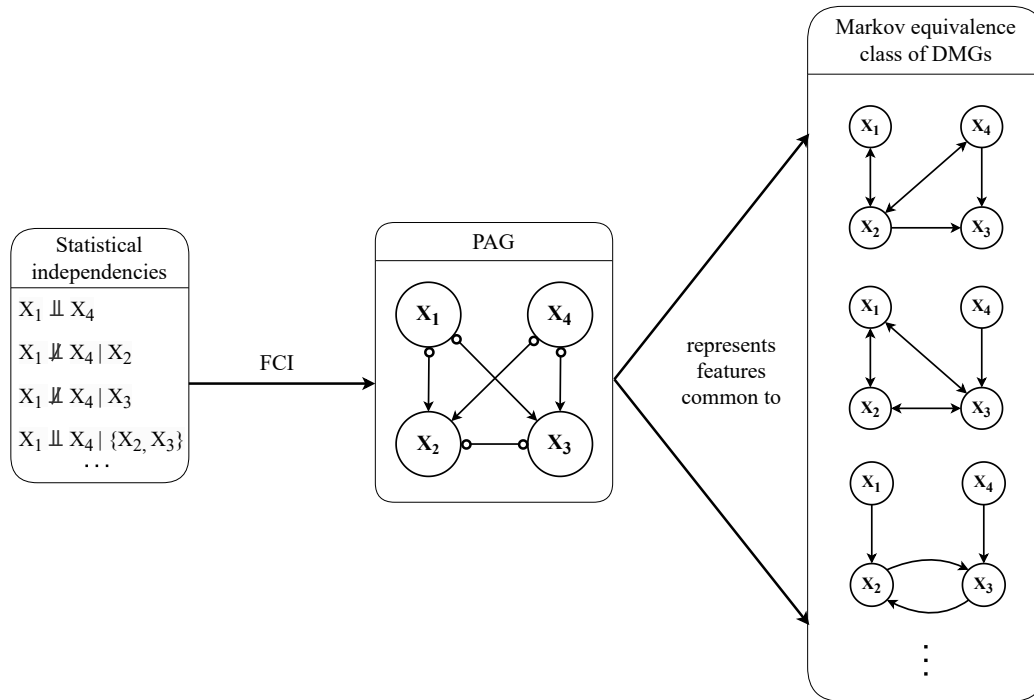 Statistical
independencies
X₁ ⫫ X₄
X₁ ⫫̸ X₄ | X₂
X₁ ⫫̸ X₄ | X₃
X₁ ⫫ X₄ | {X₂, X₃}
...
FCI
PAG
X₁
X₄
X₂
X₃
represents
features
common to
Markov equivalence
class of DMGs
X₁
X₄
X₂
X₃
X₁
X₄
X₂
X₃
X₁
X₄
X₂
X₃
⋮